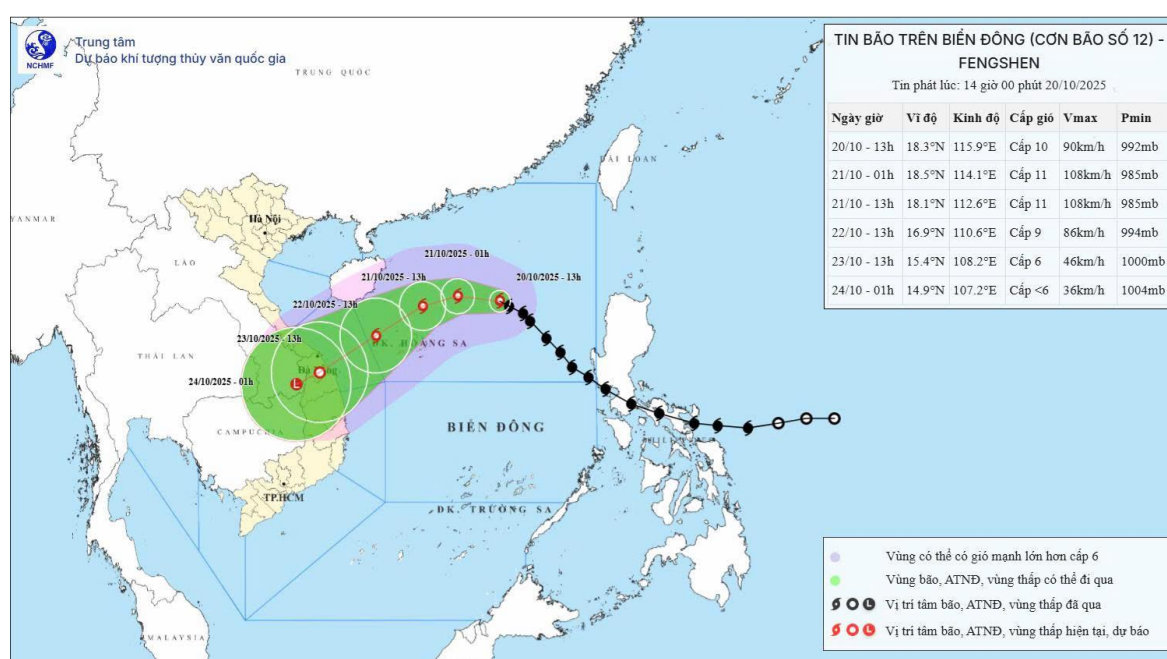 Trung tâm
Dự báo khí tượng thủy văn quốc gia
NCHMF
TIN BÃO TRÊN BIỂN ĐÔNG (CƠN BÃO SỐ 12) -
FENGSHEN
Tin phát lúc: 14 giờ 00 phút 20/10/2025
Ngày giờ Vĩ độ Kinh độ Cấp gió Vmax Pmin
20/10 - 13h 18.3°N 115.9°E Cấp 10 90km/h 992mb
21/10 - 01h 18.5°N 114.1°E Cấp 11 108km/h 985mb
21/10 - 13h 18.1°N 112.6°E Cấp 11 108km/h 985mb
22/10 - 13h 16.9°N 110.6°E Cấp 9 86km/h 994mb
23/10 - 13h 15.4°N 108.2°E Cấp 6 46km/h 1000mb
24/10 - 01h 14.9°N 107.2°E Cấp <6 36km/h 1004mb
TRUNG QUỐC
ĐÀI LOAN
YANMAR
Hà Nội
LÀO
21/10/2025 - 01h
21/10/2025 - 13h
20/10/2025 - 13h
22/10/2025 - 13h
23/10/2025 - 13h
ĐK. HOÀNG SA
THÁI LAN
24/10/2025 - 01h
BIỂN ĐÔNG
CAMPUCHIA
TP.HCM
ĐK. TRƯỜNG SA
MALAYSIA
Vùng có thể có gió mạnh lớn hơn cấp 6
Vùng bão, ATNĐ, vùng thấp có thể đi qua
L Vị trí tâm bão, ATNĐ, vùng thấp đã qua
L Vị trí tâm bão, ATNĐ, vùng thấp hiện tại, dự báo